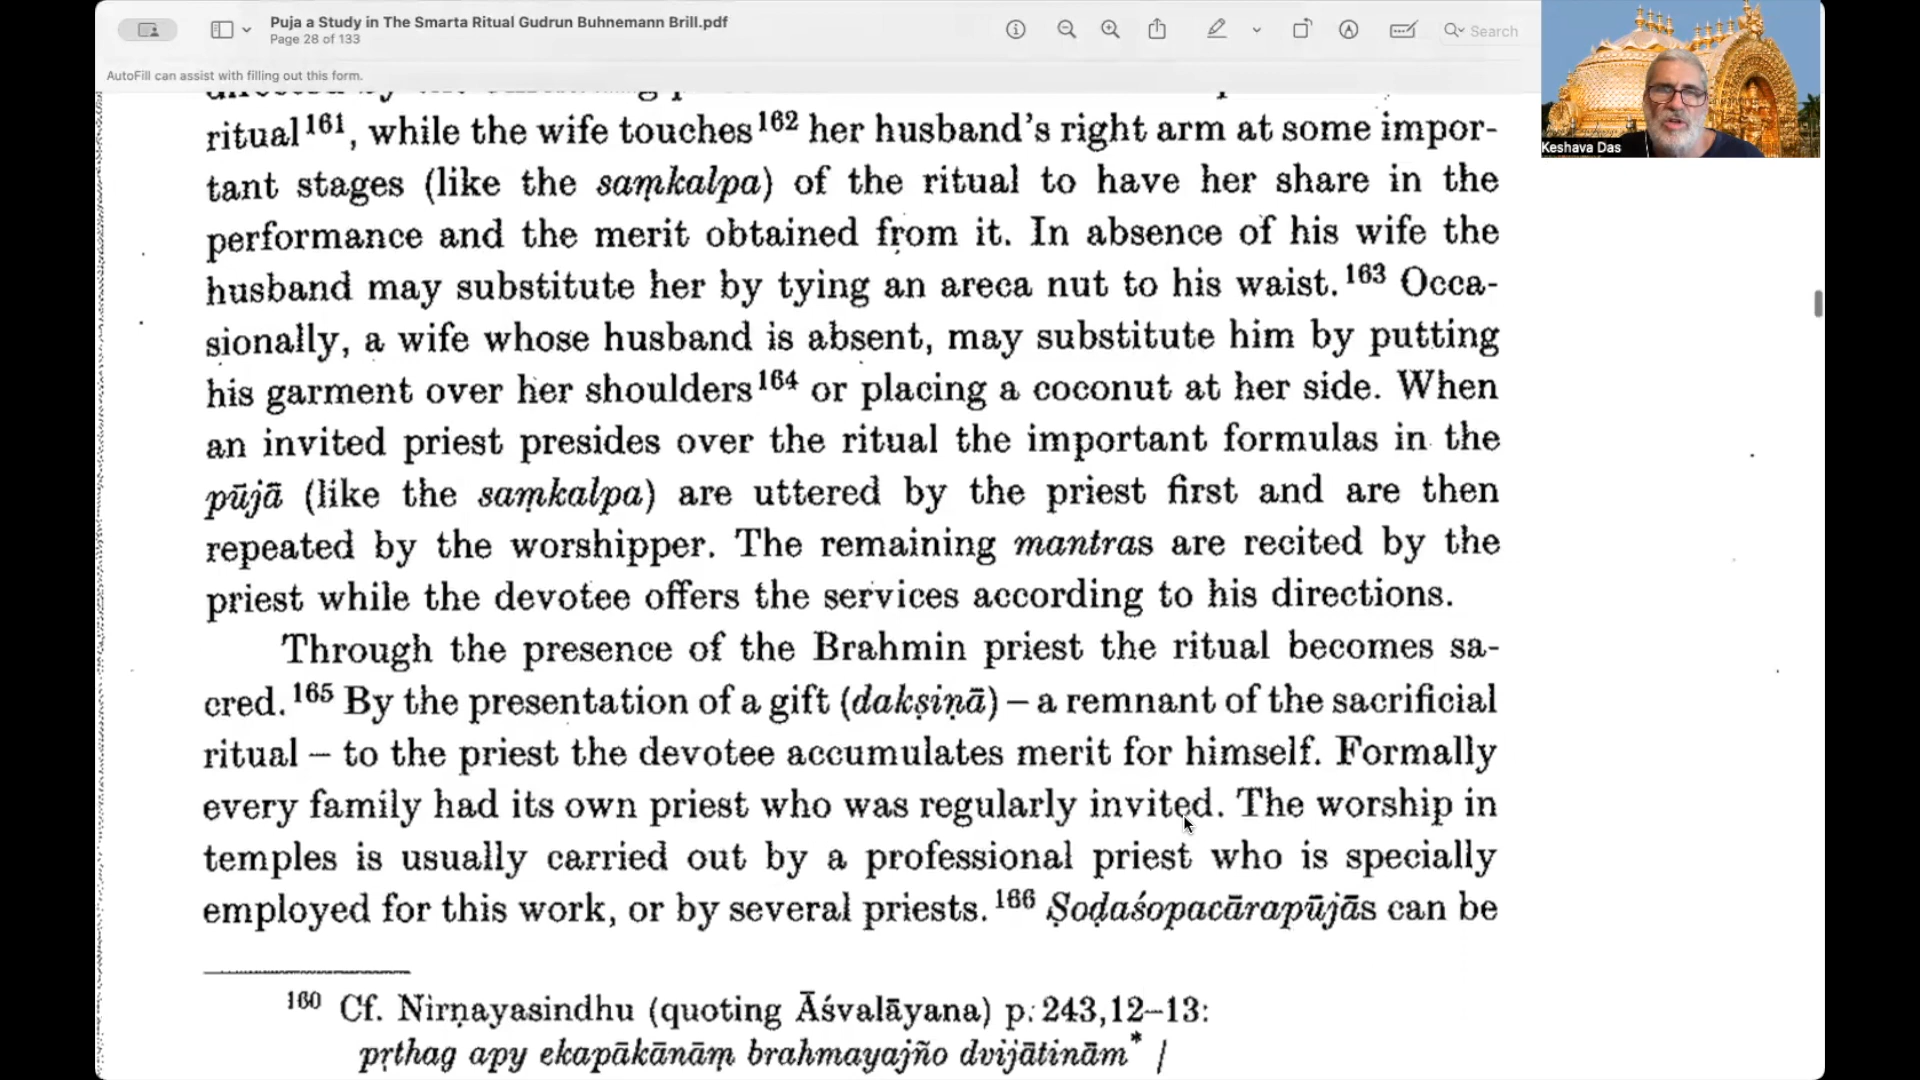 Puja a Study in The Smarta Ritual Gudrun Buhnemann Brill.pdf
Page 28 of 133
Search
AutoFill can assist with filling out this form.
Keshava Das
ritual161, while the wife touches162 her husband's right arm at some impor-
tant stages (like the saṃkalpa) of the ritual to have her share in the
performance and the merit obtained from it. In absence of his wife the
husband may substitute her by tying an areca nut to his waist.163 Occa-
sionally, a wife whose husband is absent, may substitute him by putting
his garment over her shoulders164 or placing a coconut at her side. When
an invited priest presides over the ritual the important formulas in the
pūjā (like the saṃkalpa) are uttered by the priest first and are then
repeated by the worshipper. The remaining mantras are recited by the
priest while the devotee offers the services according to his directions.
Through the presence of the Brahmin priest the ritual becomes sa-
cred.165 By the presentation of a gift (dakṣiṇā) – a remnant of the sacrificial
ritual – to the priest the devotee accumulates merit for himself. Formally
every family had its own priest who was regularly invited. The worship in
temples is usually carried out by a professional priest who is specially
employed for this work, or by several priests.166 Ṣoḍaśopacārapūjās can be
160 Cf. Nirṇayasindhu (quoting Āśvalāyana) p. 243,12–13:
pṛthag apy ekapākānāṃ brahmayajño dvijātinām* /